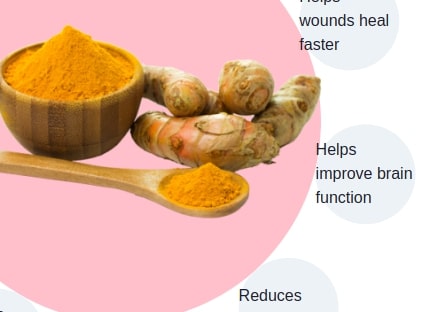 wounds heal
faster
Helps
improve brain
function
Reduces